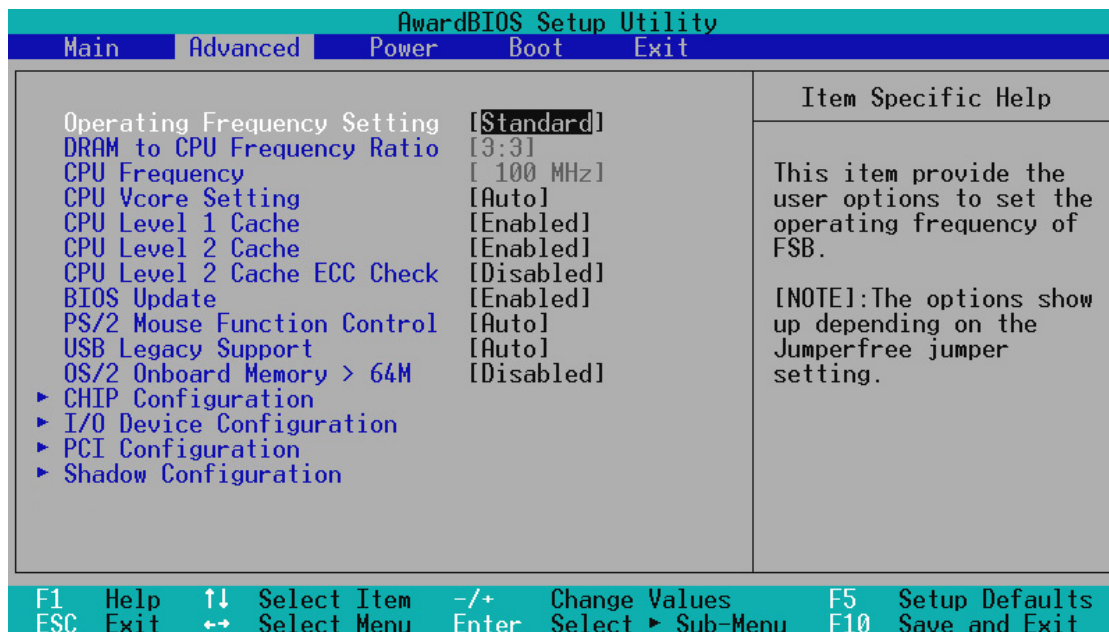 AwardBIOS Setup Utility
Main Advanced Power Boot Exit
Operating Frequency Setting [Standard]
DRAM to CPU Frequency Ratio [3:3]
CPU Frequency [ 100 MHz]
CPU Vcore Setting [Auto]
CPU Level 1 Cache [Enabled]
CPU Level 2 Cache [Enabled]
CPU Level 2 Cache ECC Check [Disabled]
BIOS Update [Enabled]
PS/2 Mouse Function Control [Auto]
USB Legacy Support [Auto]
OS/2 Onboard Memory > 64M [Disabled]
► CHIP Configuration
► I/O Device Configuration
► PCI Configuration
► Shadow Configuration
Item Specific Help
This item provide the
user options to set the
operating frequency of
FSB.
[NOTE]:The options show
up depending on the
Jumperfree jumper
setting.
F1 Help ↑↓ Select Item -/+ Change Values F5 Setup Defaults
ESC Exit ←→ Select Menu Enter Select ► Sub-Menu F10 Save and Exit